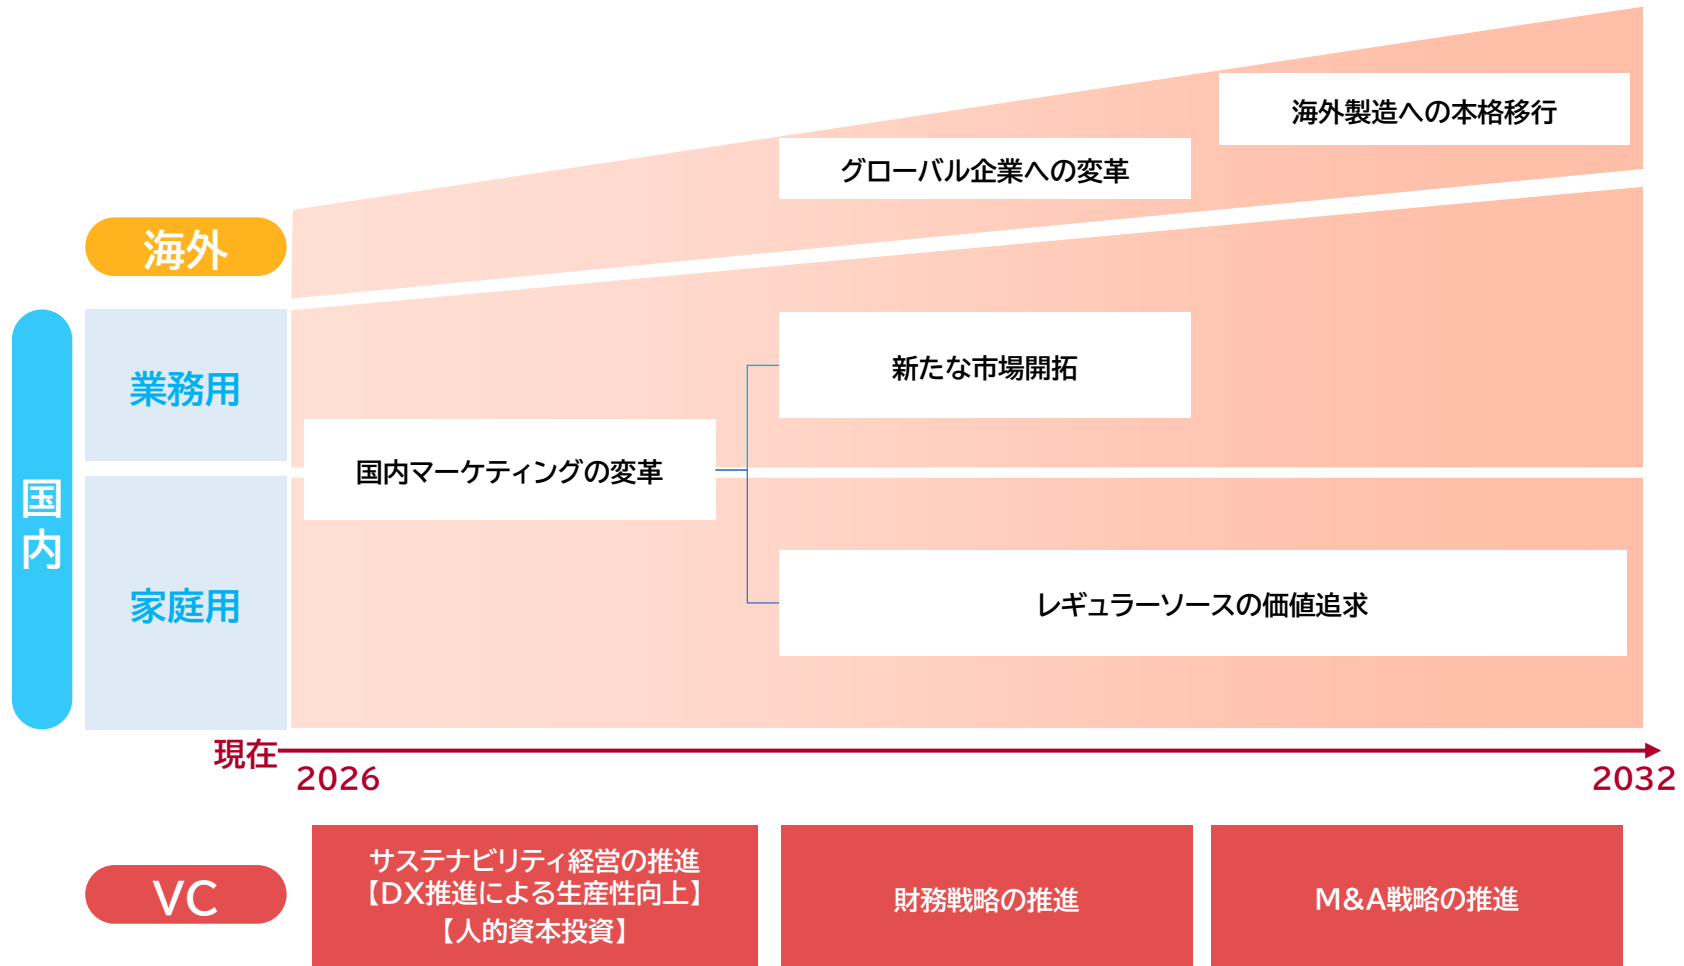 海外製造への本格移行
グローバル企業への変革
海外
業務用
新たな市場開拓
国内マーケティングの変革
国内
家庭用
レギュラーソースの価値追求
現在
2026
2032
VC
サステナビリティ経営の推進
【DX推進による生産性向上】
【人的資本投資】
財務戦略の推進
M&A戦略の推進